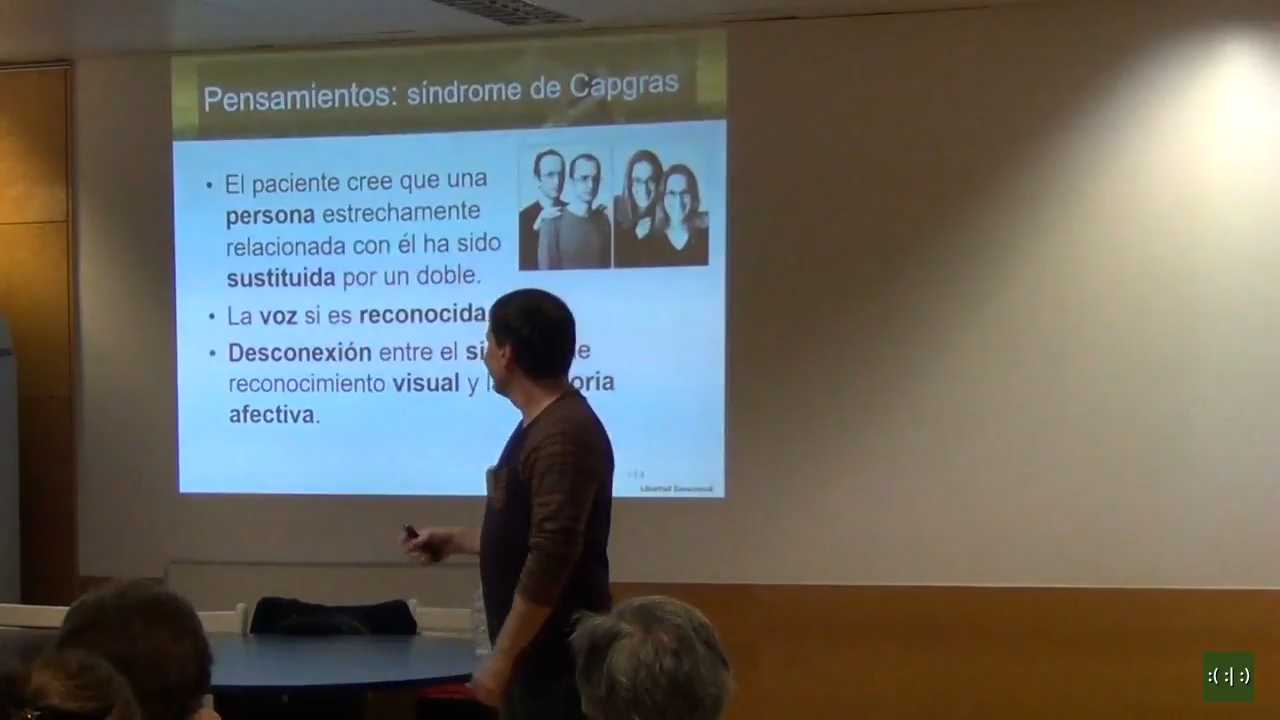 Pensamientos: síndrome de Capgras
• El paciente cree que una
persona estrechamente
relacionada con él ha sido
sustituida por un doble.
• La voz si es reconocida
• Desconexión entre el
reconocimiento visual y
afectiva.
:( :| :)